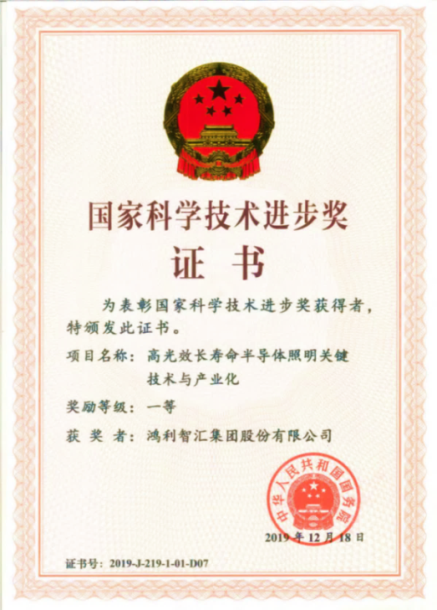 国家科学技术进步奖
证书
为表彰国家科学技术进步奖获得者，
特颁发此证书。
项目名称：高光效长寿命半导体照明关键
技术与产业化
奖励等级：一等
获奖者：鸿利智汇集团股份有限公司
中华人民共和国国务院
2019年12月18日
证书号：2019-J-219-1-01-D07